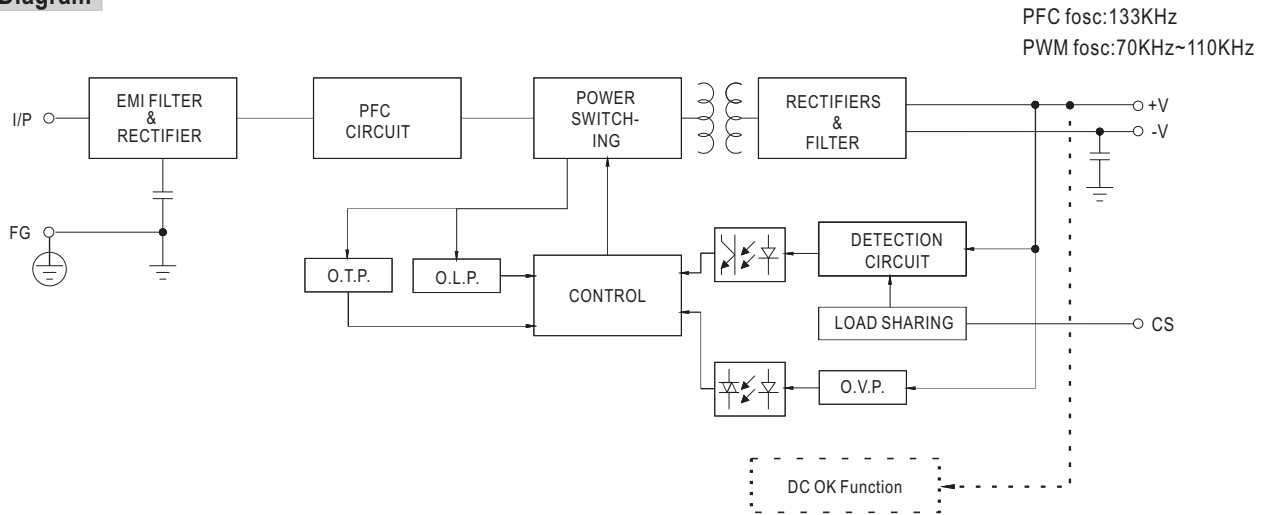 Diagram
PFC fosc:133KHz
PWM fosc:70KHz~110KHz
I/P
EMI FILTER
&
RECTIFIER
PFC
CIRCUIT
POWER
SWITCH-
ING
RECTIFIERS
&
FILTER
+V
-V
FG
O.T.P.
O.L.P.
CONTROL
DETECTION
CIRCUIT
LOAD SHARING
CS
O.V.P.
DC OK Function